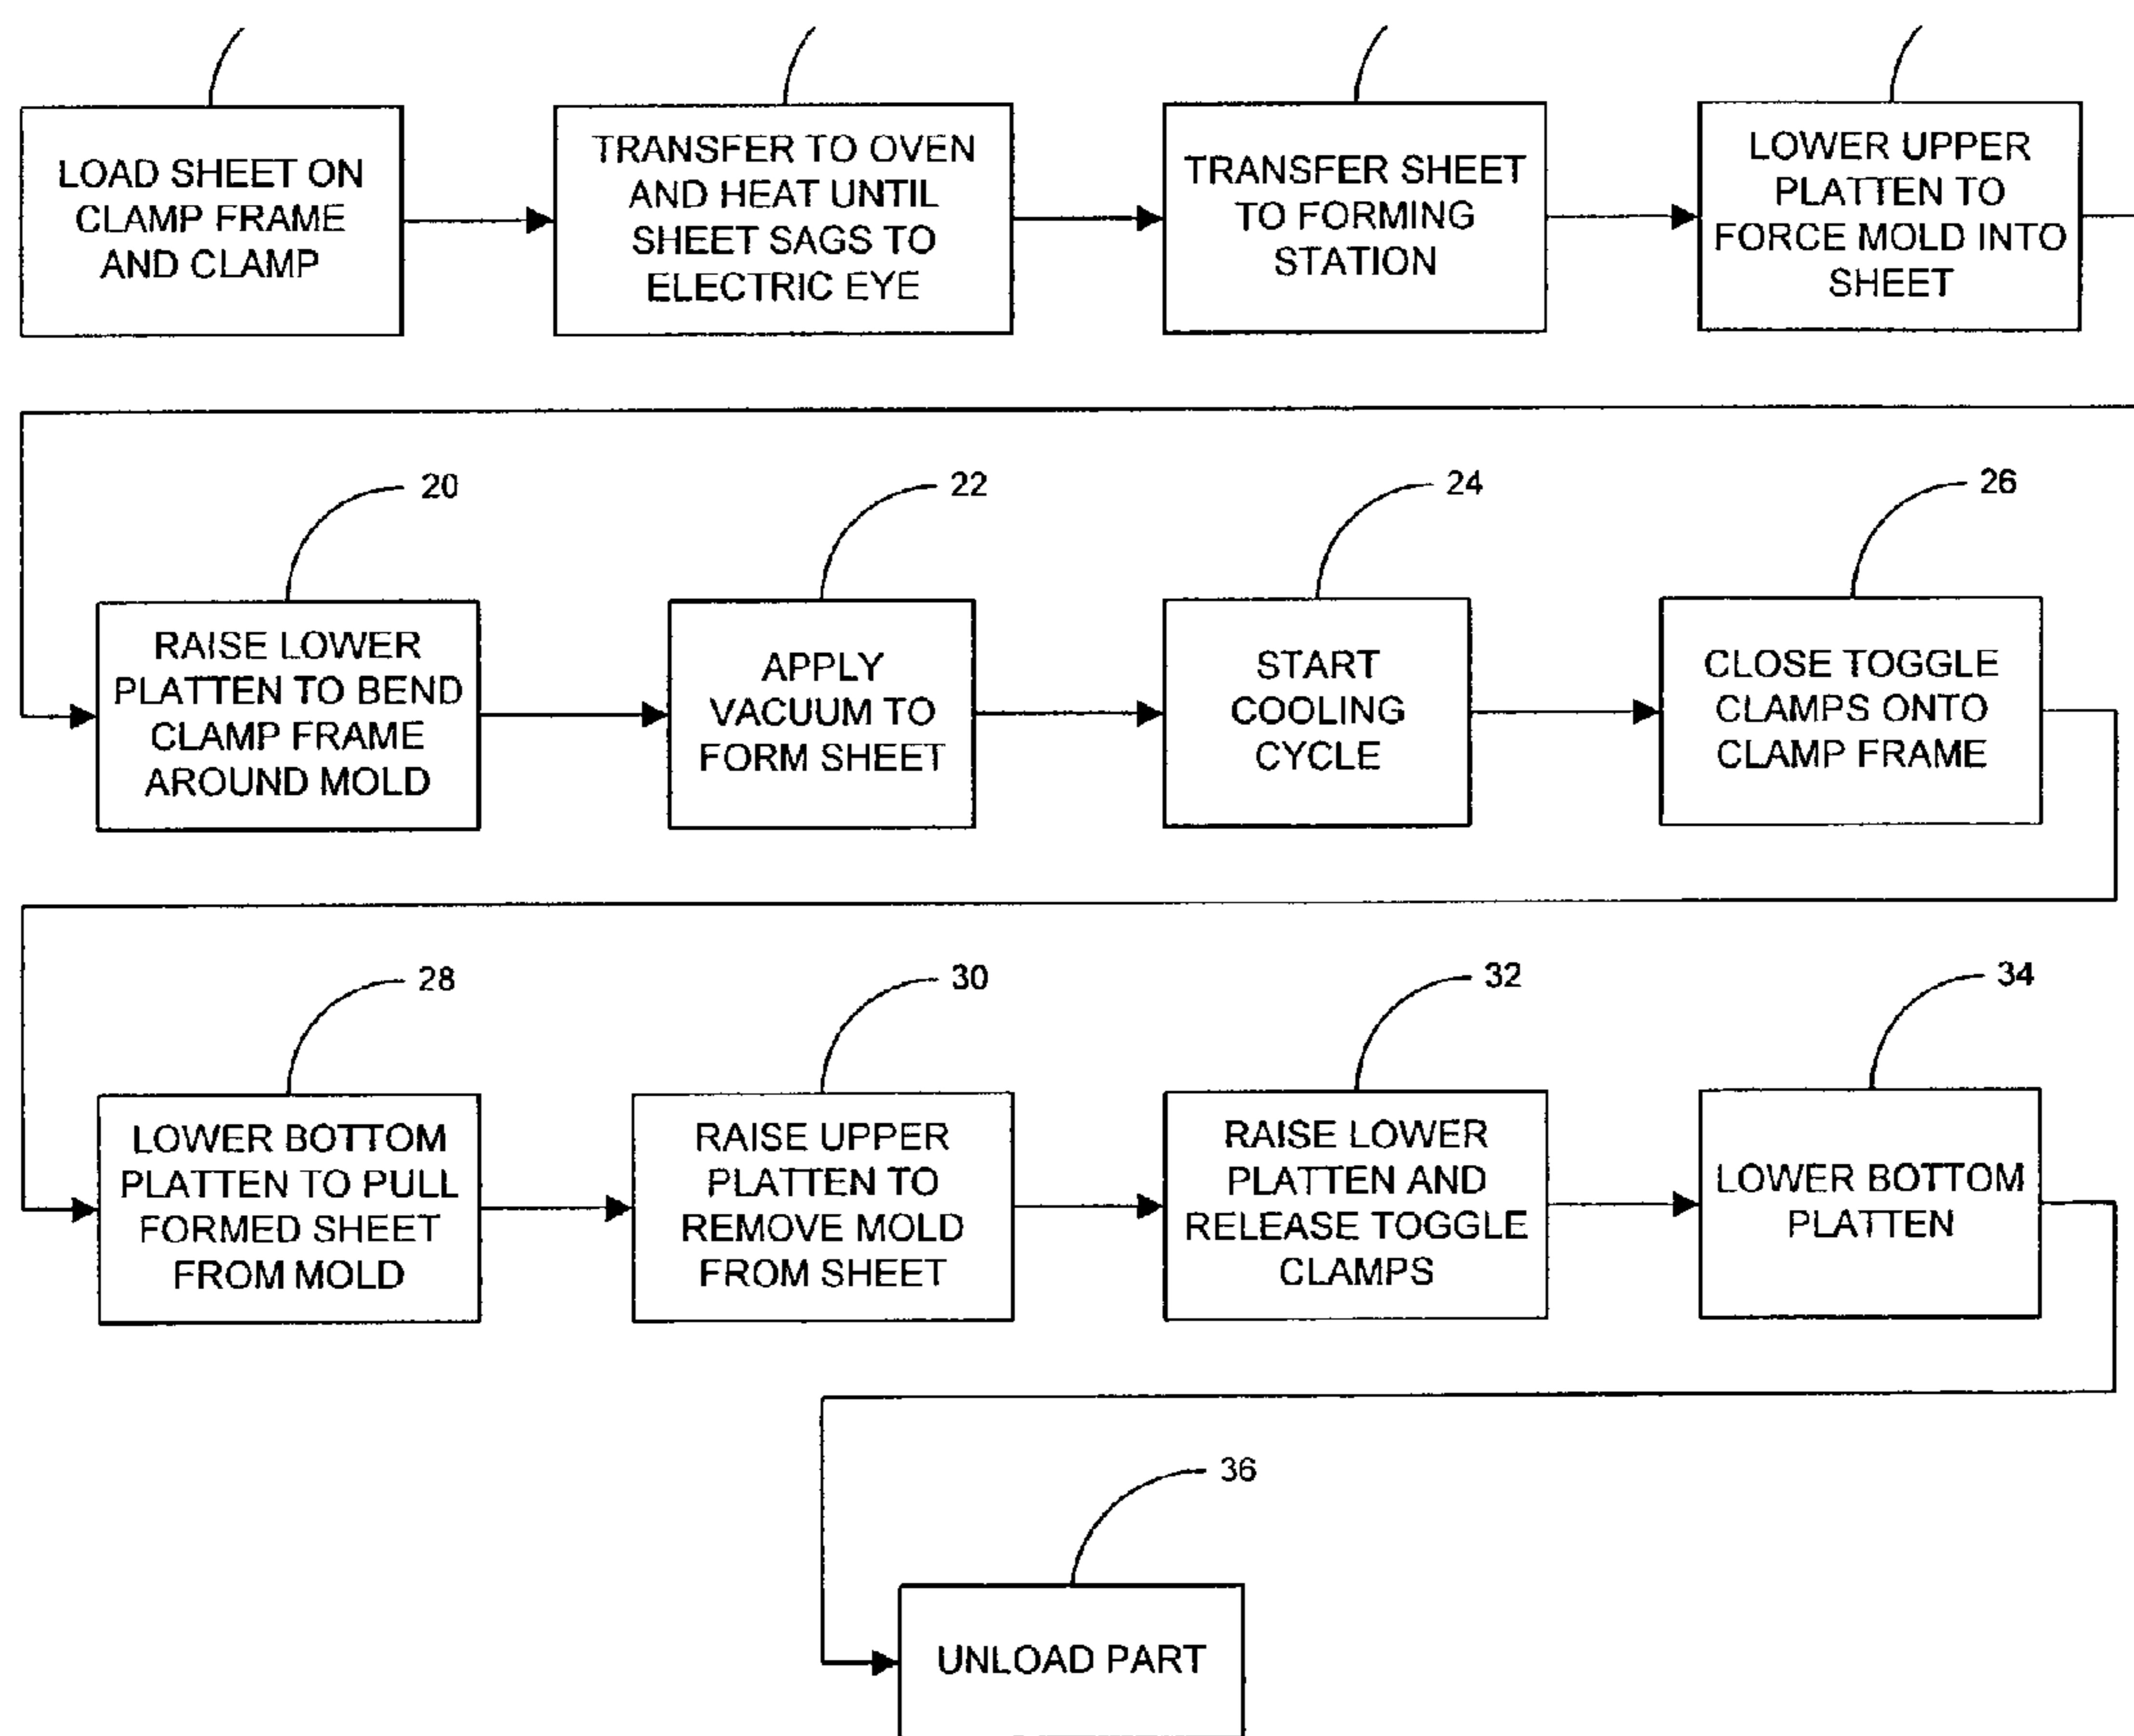 LOAD SHEET ON
CLAMP FRAME
AND CLAMP
TRANSFER TO OVEN
AND HEAT UNTIL
SHEET SAGS TO
ELECTRIC EYE
TRANSFER SHEET
TO FORMING
STATION
LOWER UPPER
PLATTEN TO
FORCE MOLD INTO
SHEET
20
RAISE LOWER
PLATTEN TO BEND
CLAMP FRAME
AROUND MOLD
22
APPLY
VACUUM TO
FORM SHEET
24
START
COOLING
CYCLE
26
CLOSE TOGGLE
CLAMPS ONTO
CLAMP FRAME
28
LOWER BOTTOM
PLATTEN TO PULL
FORMED SHEET
FROM MOLD
30
RAISE UPPER
PLATTEN TO
REMOVE MOLD
FROM SHEET
32
RAISE LOWER
PLATTEN AND
RELEASE TOGGLE
CLAMPS
34
LOWER BOTTOM
PLATTEN
36
UNLOAD PART